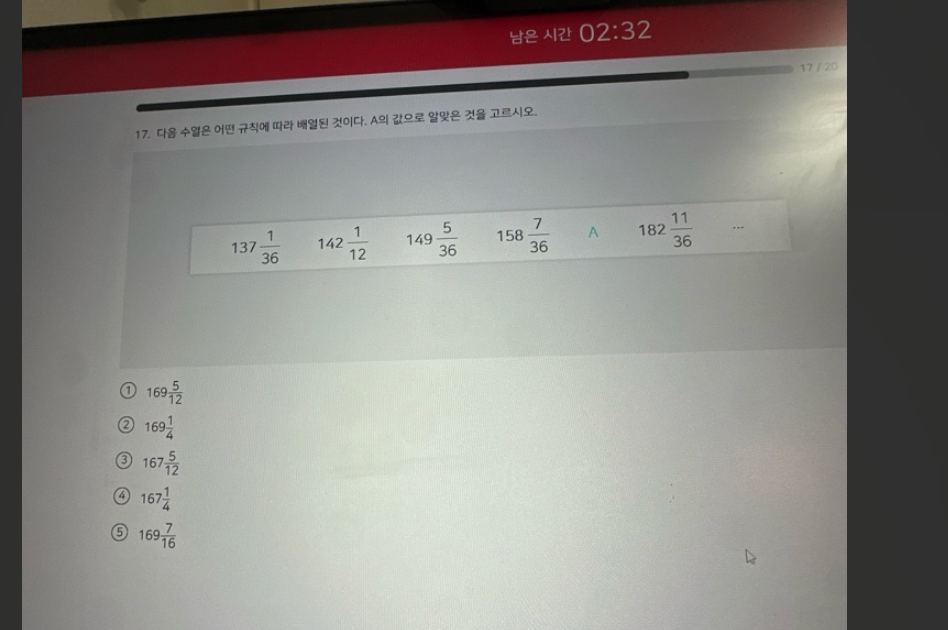 남은 시간 02:32
17 / 20
17. 다음 수열은 어떤 규칙에 따라 배열된 것이다. A의 값으로 알맞은 것을 고르시오.
137 1/36 142 1/12 149 5/36 158 7/36 A 182 11/36 ...
① 169 5/12
② 169 1/4
③ 167 5/12
④ 167 1/4
⑤ 169 7/16